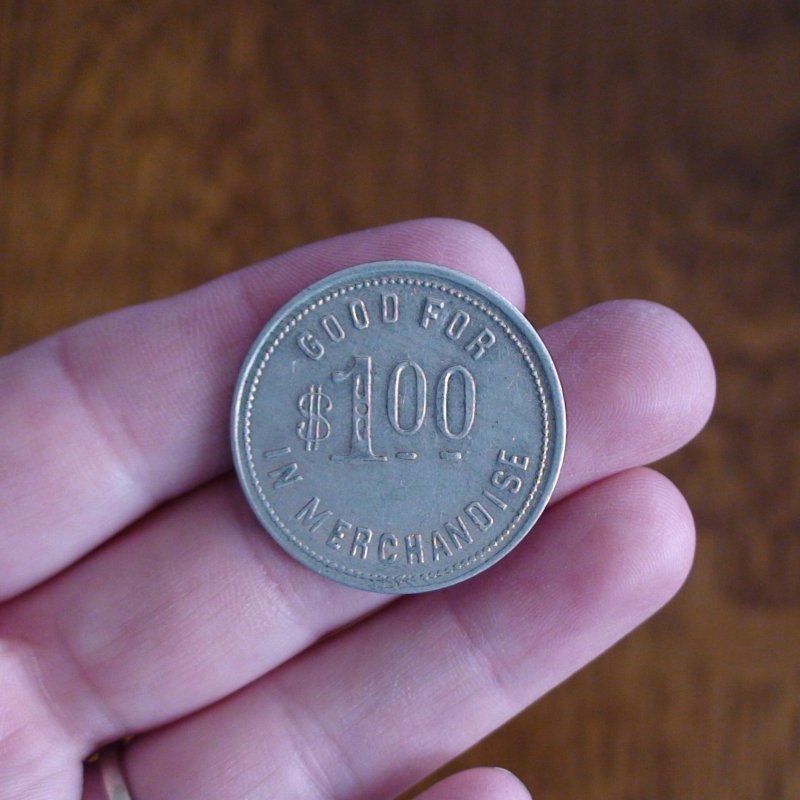 GOOD FOR
$1.00
IN MERCHANDISE